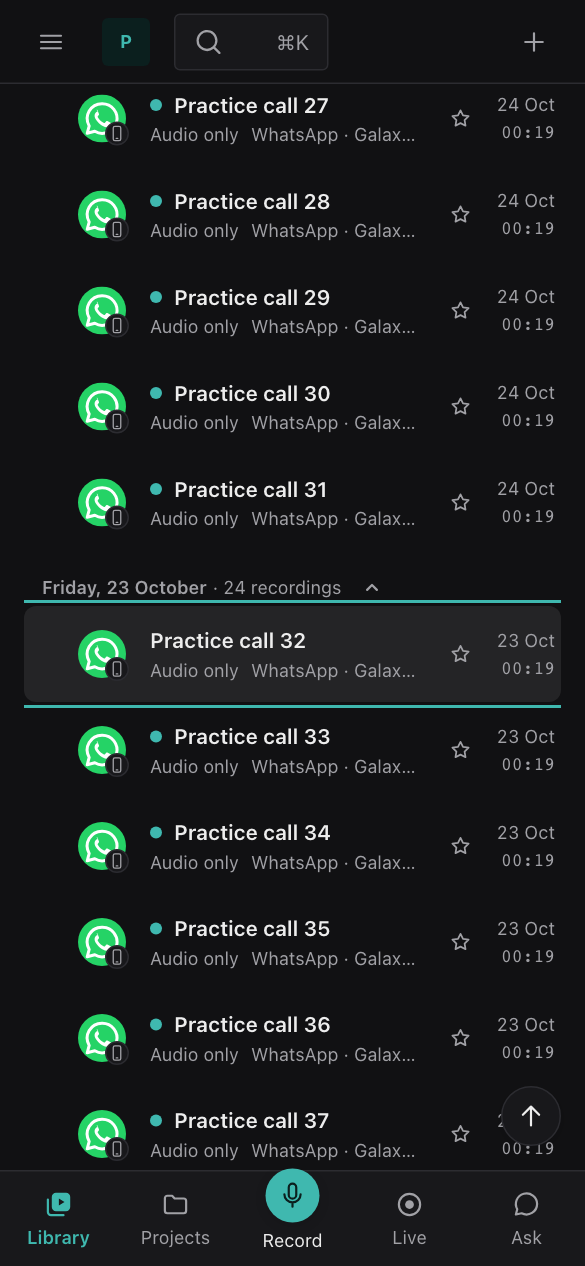 P
⌘K
Practice call 27
24 Oct
Audio only WhatsApp · Galax...
00:19
Practice call 28
24 Oct
Audio only WhatsApp · Galax...
00:19
Practice call 29
24 Oct
Audio only WhatsApp · Galax...
00:19
Practice call 30
24 Oct
Audio only WhatsApp · Galax...
00:19
Practice call 31
24 Oct
Audio only WhatsApp · Galax...
00:19
Friday, 23 October · 24 recordings
Practice call 32
23 Oct
Audio only WhatsApp · Galax...
00:19
Practice call 33
23 Oct
Audio only WhatsApp · Galax...
00:19
Practice call 34
23 Oct
Audio only WhatsApp · Galax...
00:19
Practice call 35
23 Oct
Audio only WhatsApp · Galax...
00:19
Practice call 36
23 Oct
Audio only WhatsApp · Galax...
00:19
Practice call 37
Audio only WhatsApp · Galax...
00:19
Library
Projects
Record
Live
Ask